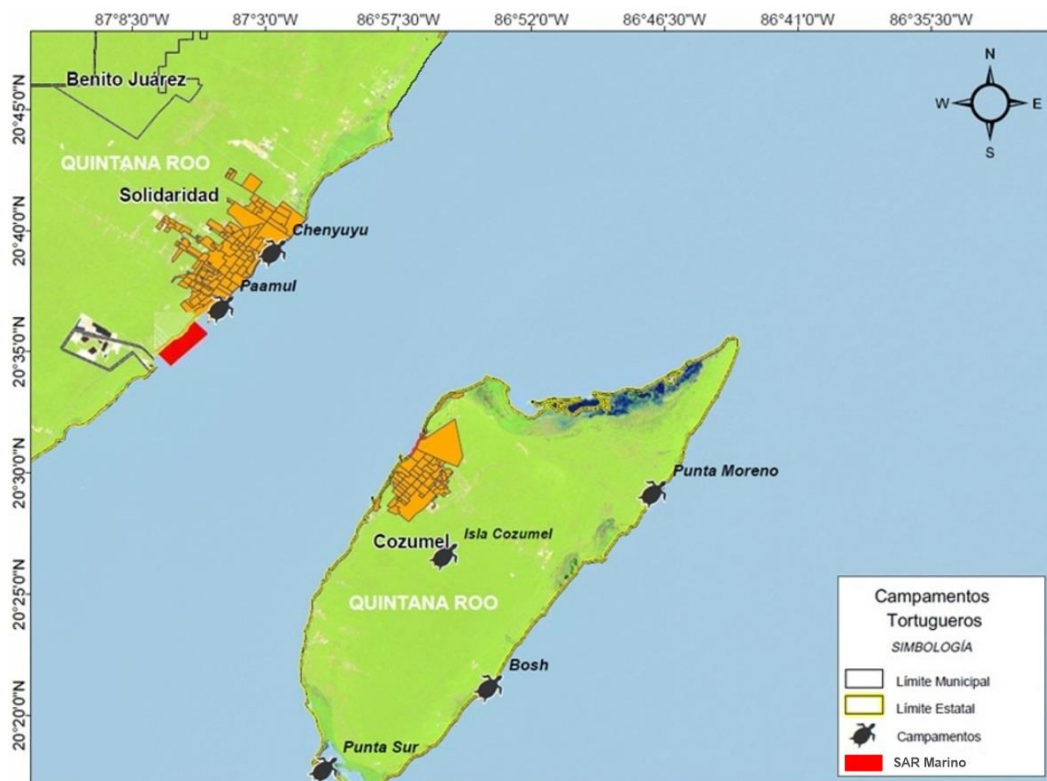 87°8'30"W 87°3'0"W 86°57'30"W 86°52'0"W 86°46'30"W 86°41'0"W 86°35'30"W
20°45'0"N
20°40'0"N
20°35'0"N
20°30'0"N
20°25'0"N
20°20'0"N
N
W E
S
Benito Juárez
QUINTANA ROO
Solidaridad
Chenyuyu
Paamul
Punta Moreno
Isla Cozumel
Cozumel
QUINTANA ROO
Bosh
Punta Sur
Campamentos
Tortugueros
SIMBOLOGÍA
Límite Municipal
Límite Estatal
Campamentos
SAR Marino